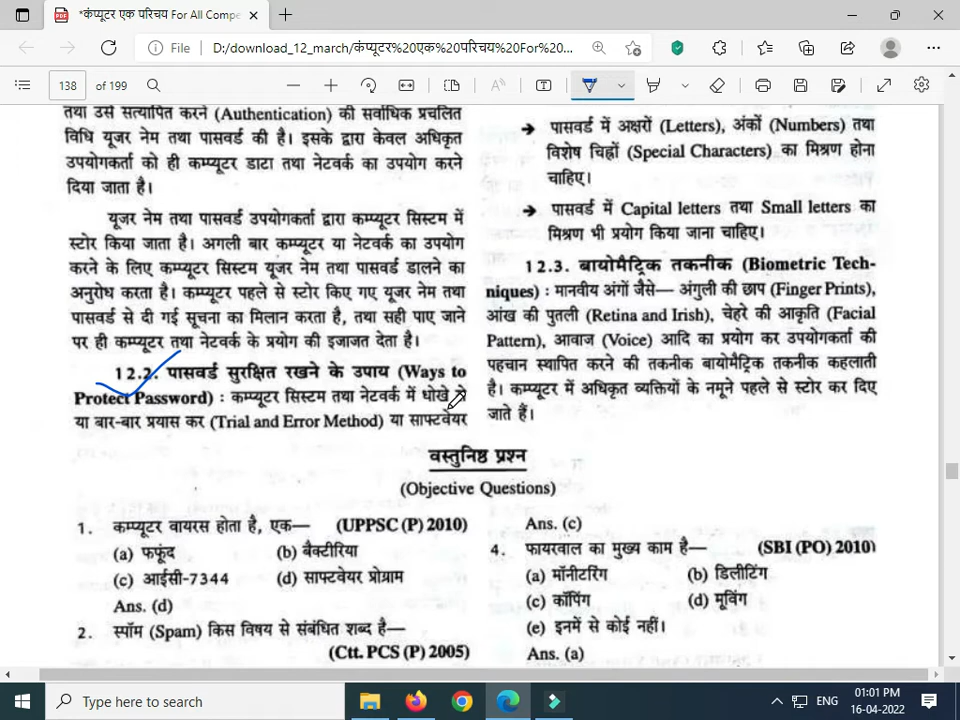 *कंप्यूटर एक परिचय For All Compe
File
D:/download_12_march/कंप्यूटर%20एक%20परिचय%20For%20...
138 of 199
तथा उसे सत्यापित करने (Authentication) की सर्वाधिक प्रचलित
विधि यूजर नेम तथा पासवर्ड की है। इसके द्वारा केवल अधिकृत
उपयोगकर्ता को ही कम्प्यूटर डाटा तथा नेटवर्क का उपयोग करने
दिया जाता है।
यूजर नेम तथा पासवर्ड उपयोगकर्ता द्वारा कम्प्यूटर सिस्टम में
स्टोर किया जाता है। अगली बार कम्प्यूटर या नेटवर्क का उपयोग
करने के लिए कम्प्यूटर सिस्टम यूजर नेम तथा पासवर्ड डालने का
अनुरोध करता है। कम्प्यूटर पहले से स्टोर किए गए यूजर नेम तथा
पासवर्ड से दी गई सूचना का मिलान करता है, तथा सही पाए जाने
पर ही कम्प्यूटर तथा नेटवर्क के प्रयोग की इजाजत देता है।
12.2. पासवर्ड सुरक्षित रखने के उपाय (Ways to
Protect Password) : कम्प्यूटर सिस्टम तथा नेटवर्क में धोखे से
या बार-बार प्रयास कर (Trial and Error Method) या साफ्टवेयर
➔ पासवर्ड में अक्षरों (Letters), अंकों (Numbers) तथा
विशेष चिह्नों (Special Characters) का मिश्रण होना
चाहिए।
➔ पासवर्ड में Capital letters तथा Small letters का
मिश्रण भी प्रयोग किया जाना चाहिए।
12.3. बायोमैट्रिक तकनीक (Biometric Tech-
niques) : मानवीय अंगों जैसे— अंगुली की छाप (Finger Prints),
आंख की पुतली (Retina and Irish), चेहरे की आकृति (Facial
Pattern), आवाज (Voice) आदि का प्रयोग कर उपयोगकर्ता की
पहचान स्थापित करने की तकनीक बायोमैट्रिक तकनीक कहलाती
है। कम्प्यूटर में अधिकृत व्यक्तियों के नमूने पहले से स्टोर कर दिए
जाते हैं।
वस्तुनिष्ठ प्रश्न
(Objective Questions)
1. कम्प्यूटर वायरस होता है, एक— (UPPSC (P) 2010)
(a) फफूंद (b) बैक्टीरिया
(c) आईसी-7344 (d) साफ्टवेयर प्रोग्राम
Ans. (d)
2. स्पॉम (Spam) किस विषय से संबंधित शब्द है—
(Ctt. PCS (P) 2005)
Ans. (c)
4. फायरवाल का मुख्य काम है— (SBI (PO) 2010)
(a) मॉनीटरिंग (b) डिलीटिंग
(c) कॉपिंग (d) मूविंग
(e) इनमें से कोई नहीं।
Ans. (a)
Type here to search
ENG
01:01 PM
16-04-2022